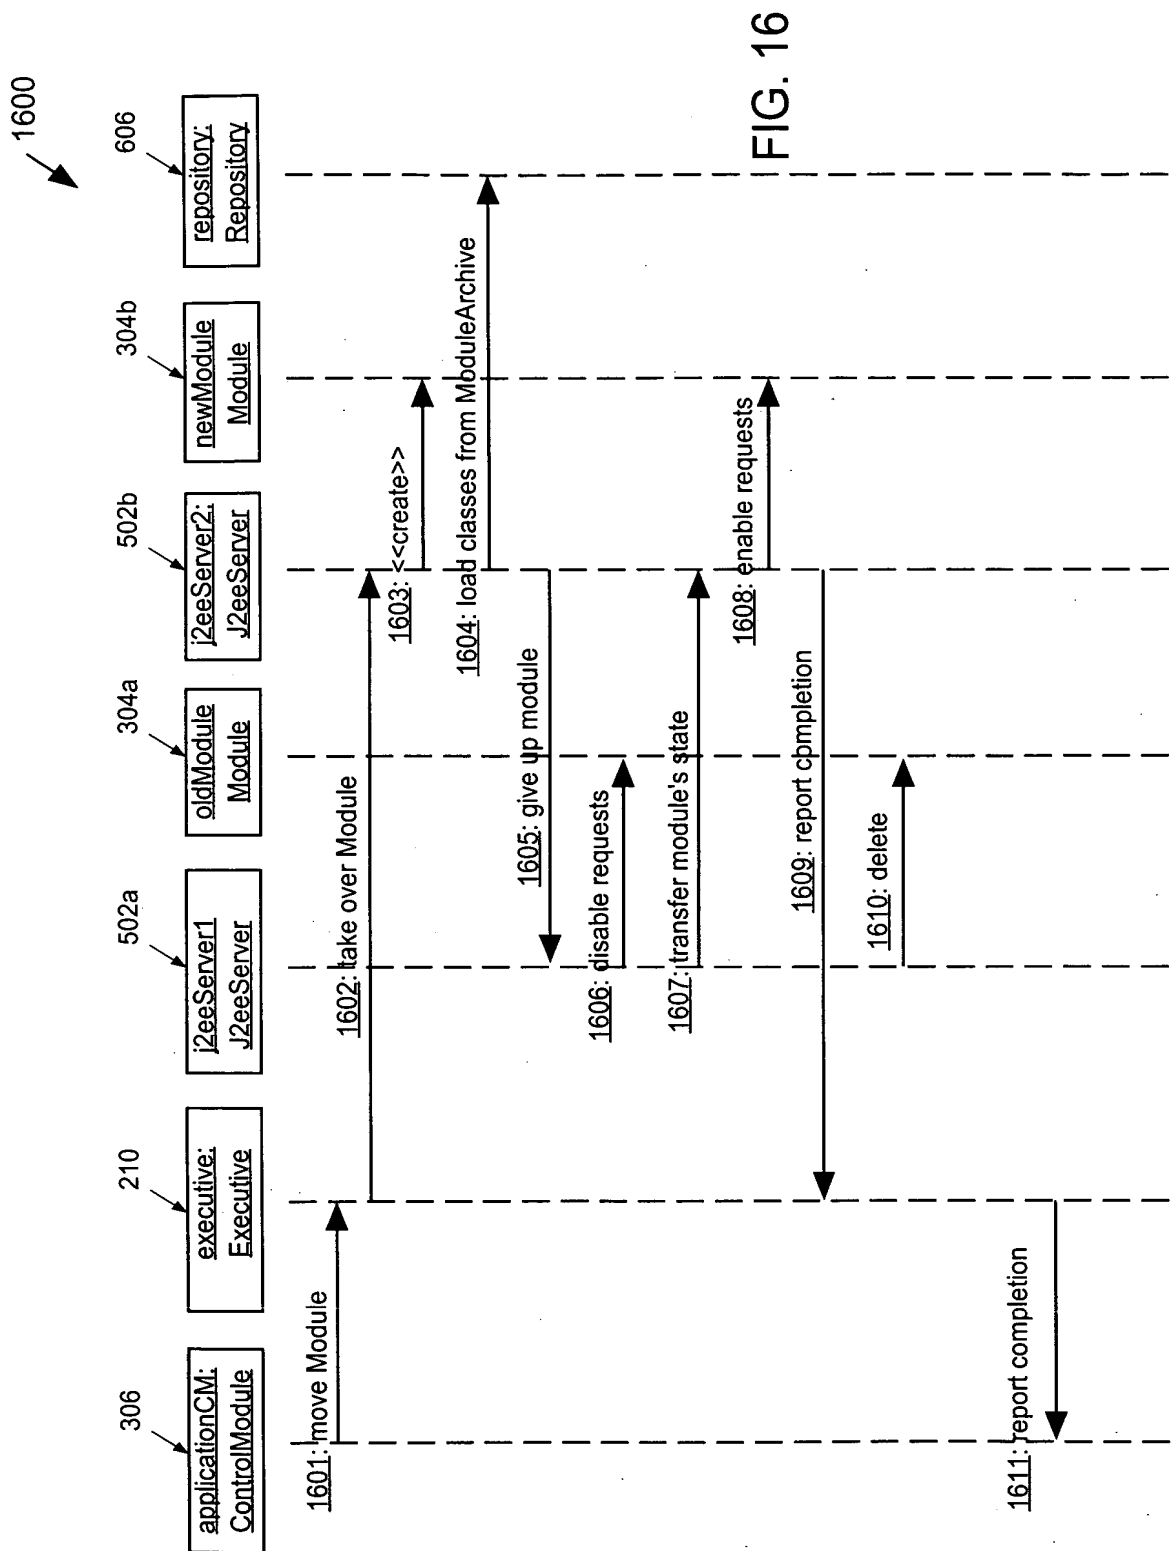 1600
306
210
502a
304a
502b
304b
606
applicationCM:
ControlModule
executive:
Executive
j2eeServer1
J2eeServer
oldModule
Module
j2eeServer2:
J2eeServer
newModule
Module
repository:
Repository
1601: move Module
1602: take over Module
1603: <<create>>
1604: load classes from ModuleArchive
1605: give up module
1606: disable requests
1607: transfer module's state
1608: enable requests
1609: report completion
1610: delete
1611: report completion
FIG. 16